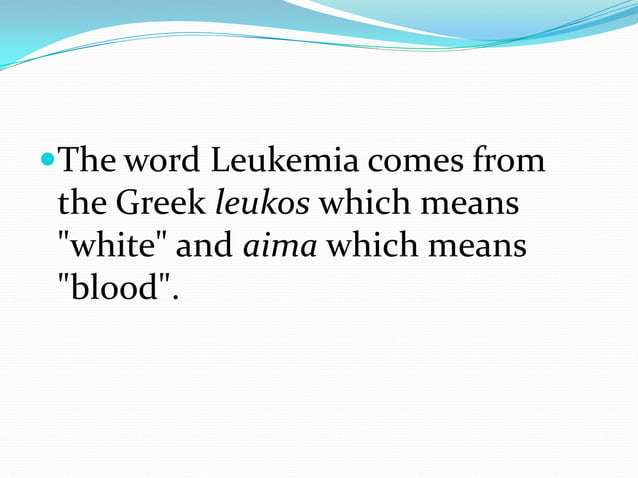 The word Leukemia comes from
the Greek leukos which means
"white" and aima which means
"blood".